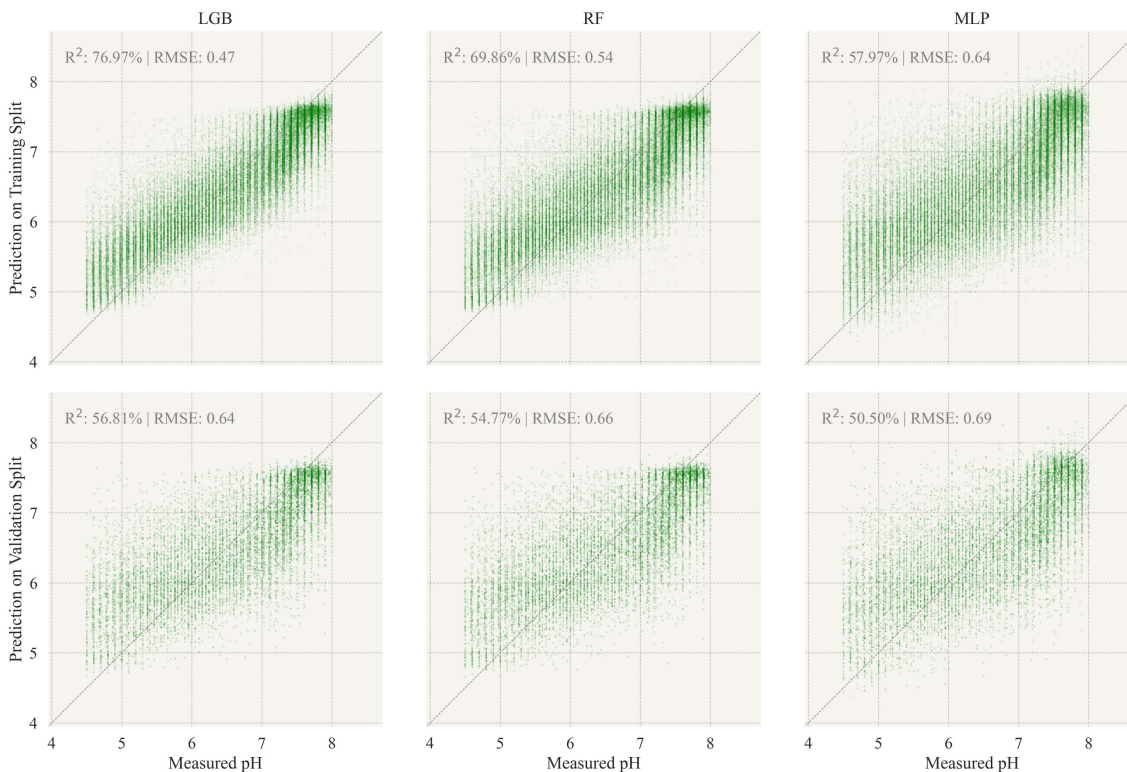 LGB RF MLP
R²: 76.97% | RMSE: 0.47
R²: 69.86% | RMSE: 0.54
R²: 57.97% | RMSE: 0.64
Prediction on Training Split
8
7
6
5
4
R²: 56.81% | RMSE: 0.64
R²: 54.77% | RMSE: 0.66
R²: 50.50% | RMSE: 0.69
Prediction on Validation Split
8
7
6
5
4
4 5 6 7 8
4 5 6 7 8
4 5 6 7 8
Measured pH
Measured pH
Measured pH